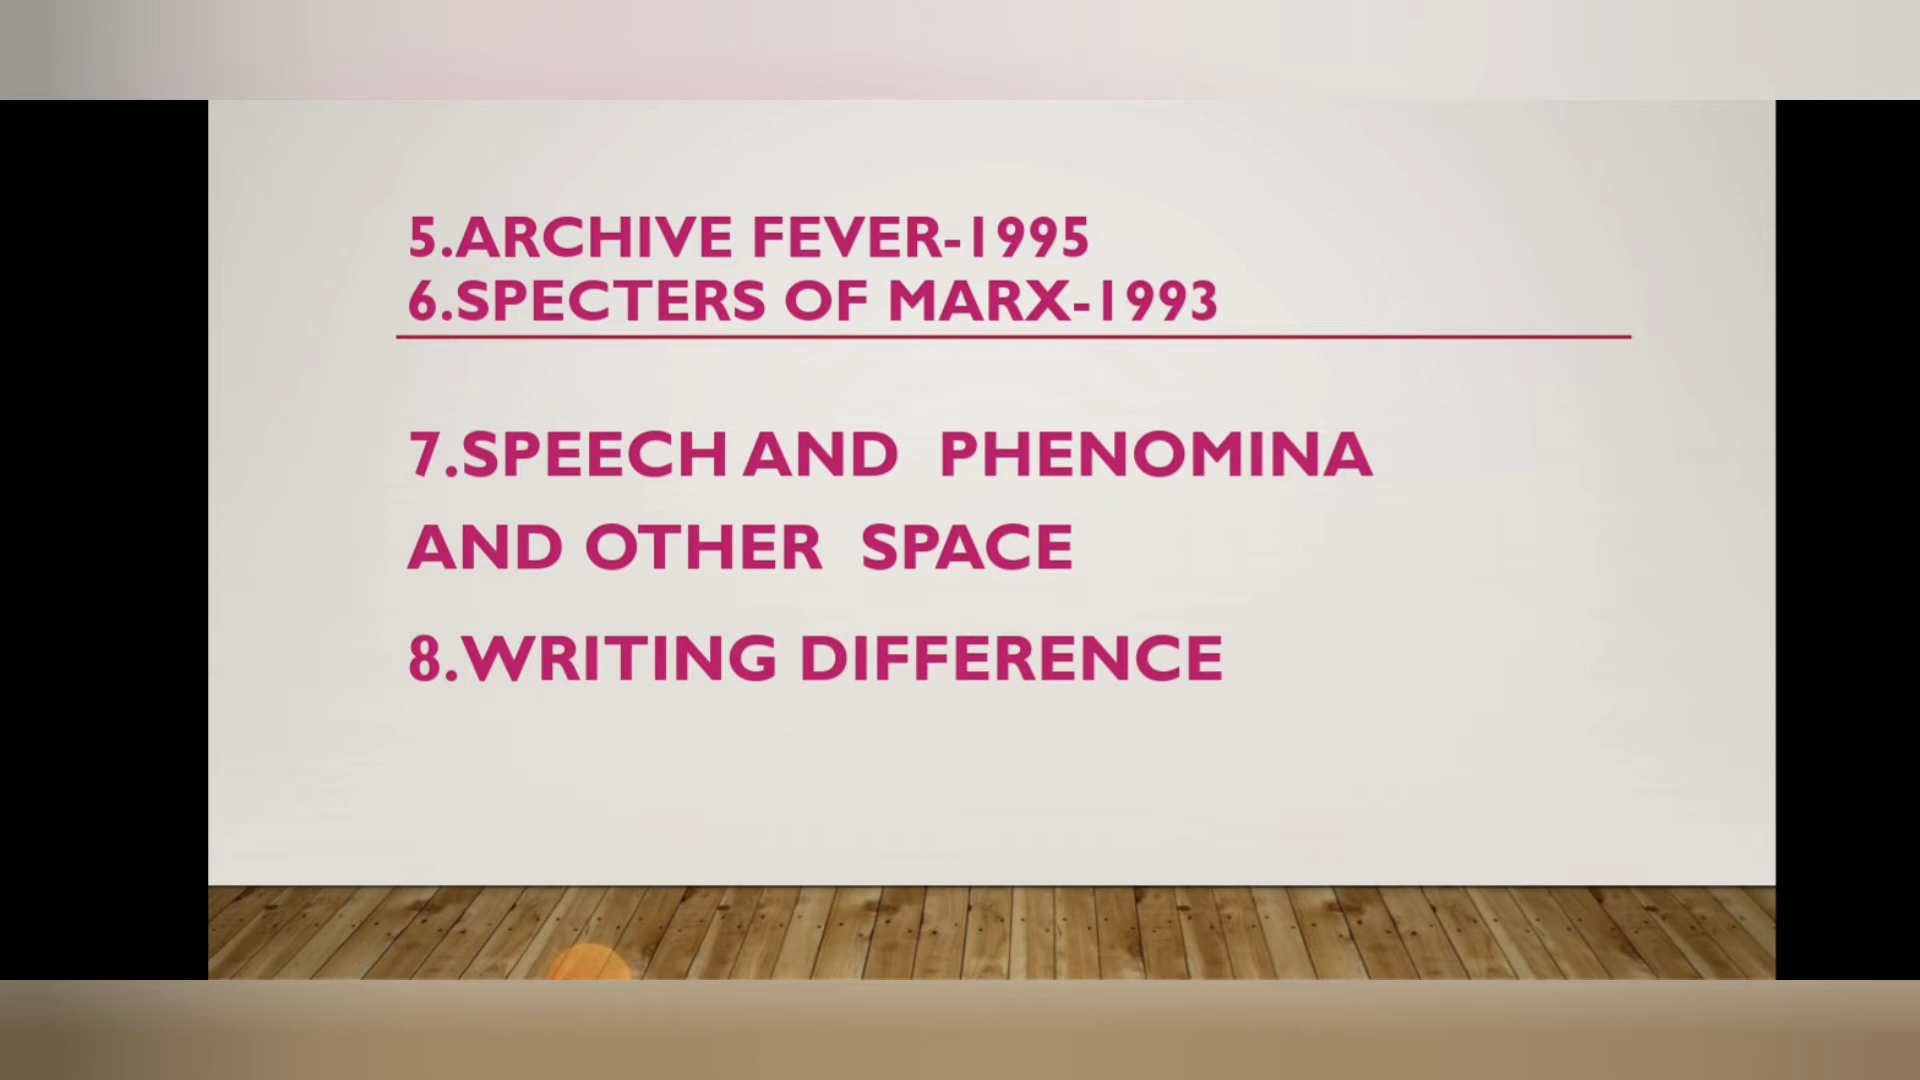 5.ARCHIVE FEVER-1995
6.SPECTERS OF MARX-1993
7.SPEECH AND PHENOMINA
AND OTHER SPACE
8.WRITING DIFFERENCE